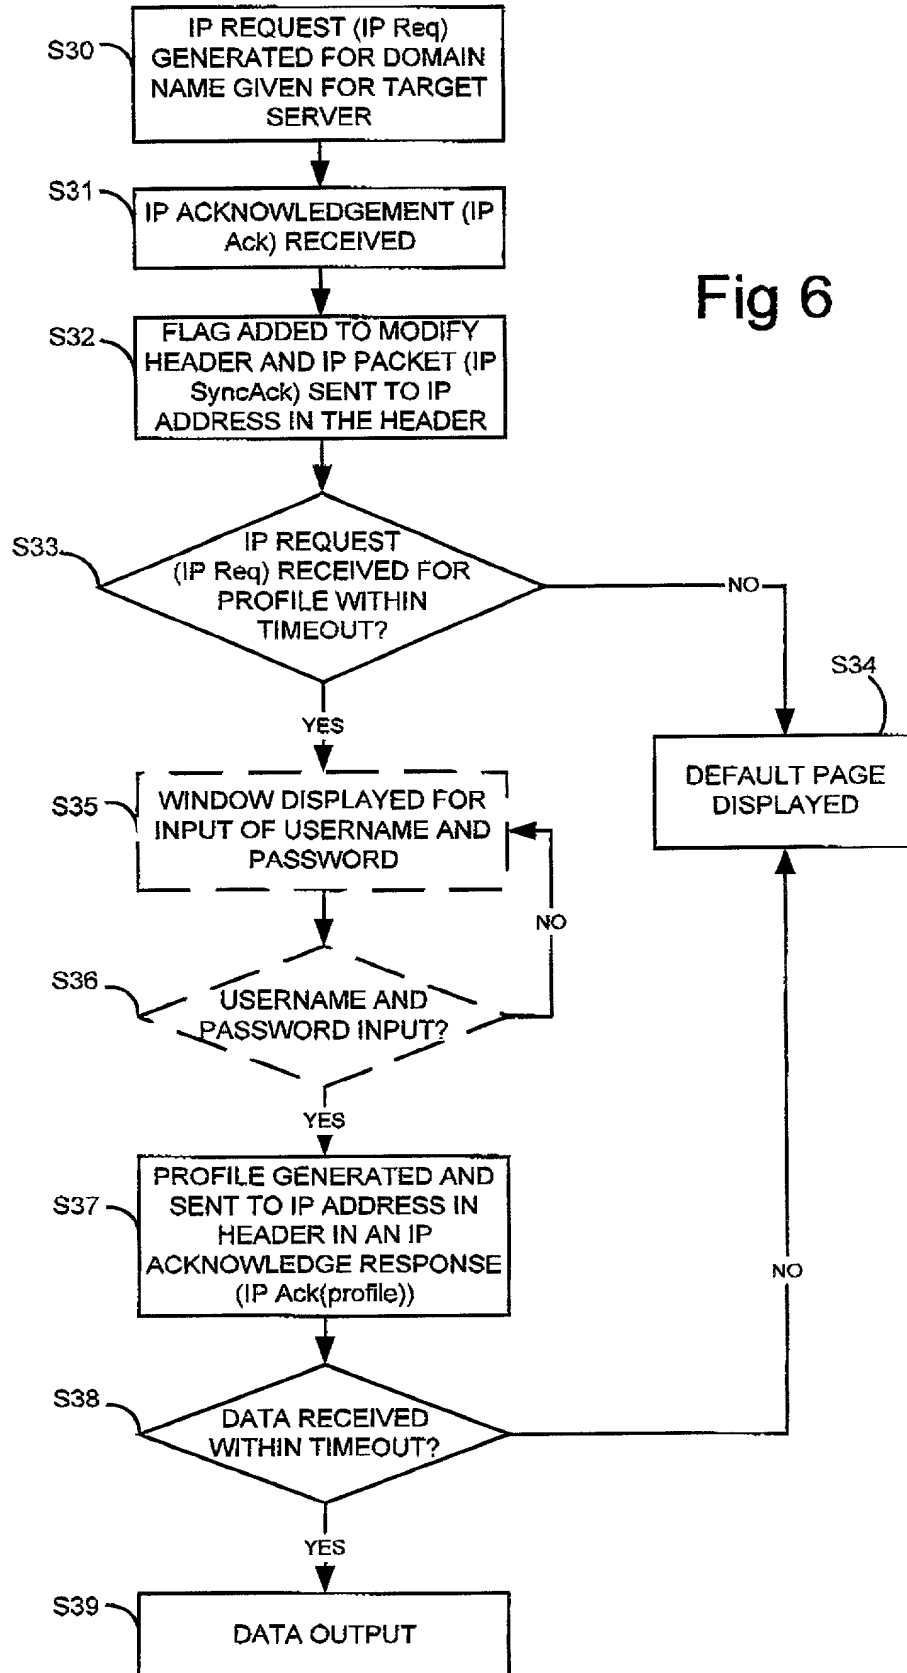 S30
IP REQUEST (IP Req)
GENERATED FOR DOMAIN
NAME GIVEN FOR TARGET
SERVER
S31
IP ACKNOWLEDGEMENT (IP
Ack) RECEIVED
Fig 6
S32
FLAG ADDED TO MODIFY
HEADER AND IP PACKET (IP
SyncAck) SENT TO IP
ADDRESS IN THE HEADER
S33
IP REQUEST
(IP Req) RECEIVED FOR
PROFILE WITHIN
TIMEOUT?
NO
S34
DEFAULT PAGE
DISPLAYED
YES
S35
WINDOW DISPLAYED FOR
INPUT OF USERNAME AND
PASSWORD
NO
S36
USERNAME AND
PASSWORD INPUT?
YES
S37
PROFILE GENERATED AND
SENT TO IP ADDRESS IN
HEADER IN AN IP
ACKNOWLEDGE RESPONSE
(IP Ack(profile))
NO
S38
DATA RECEIVED
WITHIN TIMEOUT?
YES
S39
DATA OUTPUT